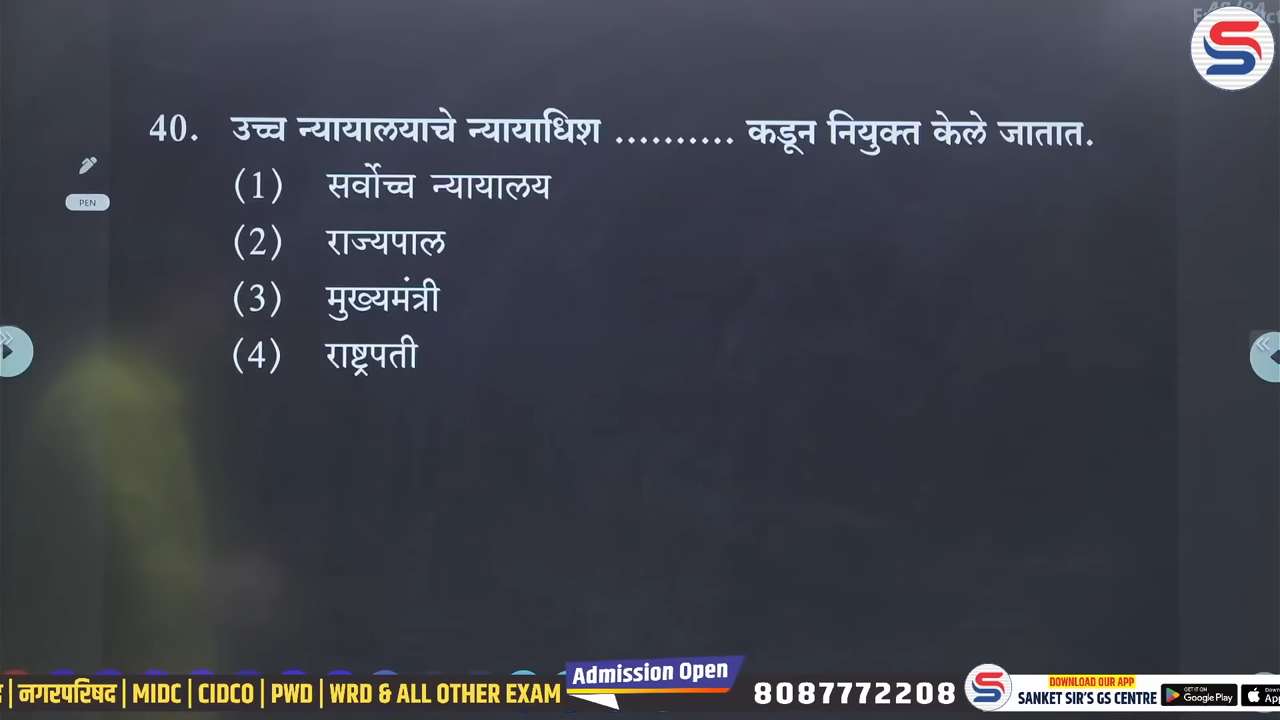 40. उच्च न्यायालयाचे न्यायाधिश .......... कडून नियुक्त केले जातात.
(1) सर्वोच्च न्यायालय
PEN
(2) राज्यपाल
(3) मुख्यमंत्री
(4) राष्ट्रपती
| नगरपरिषद | MIDC | CIDCO | PWD | WRD & ALL OTHER EXAM
Admission Open
8087772208
DOWNLOAD OUR APP
SANKET SIR'S GS CENTRE
GET IT ON
Google Play